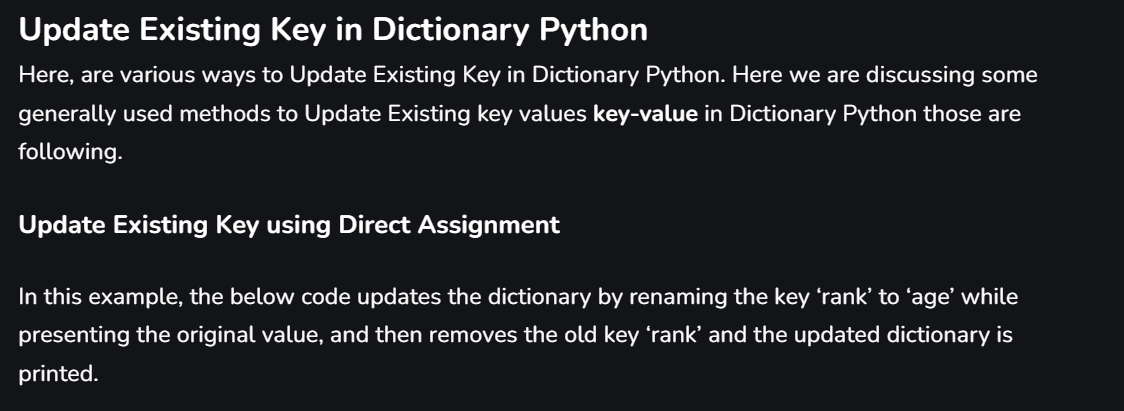 Update Existing Key in Dictionary Python
Here, are various ways to Update Existing Key in Dictionary Python. Here we are discussing some
generally used methods to Update Existing key values key-value in Dictionary Python those are
following.
Update Existing Key using Direct Assignment
In this example, the below code updates the dictionary by renaming the key ‘rank’ to ‘age’ while
presenting the original value, and then removes the old key ‘rank’ and the updated dictionary is
printed.